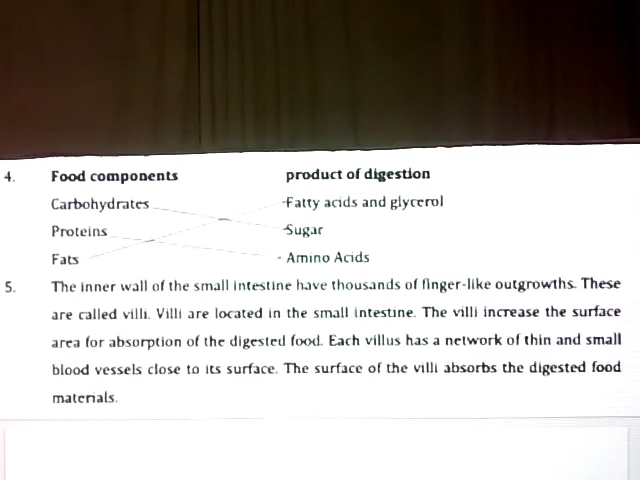 4. Food components product of digestion
Carbohydrates Fatty acids and glycerol
Proteins Sugar
Fats Amino Acids
5. The inner wall of the small intestine have thousands of finger-like outgrowths. These
are called villi. Villi are located in the small intestine. The villi increase the surface
area for absorption of the digested food. Each villus has a network of thin and small
blood vessels close to its surface. The surface of the villi absorbs the digested food
materials.